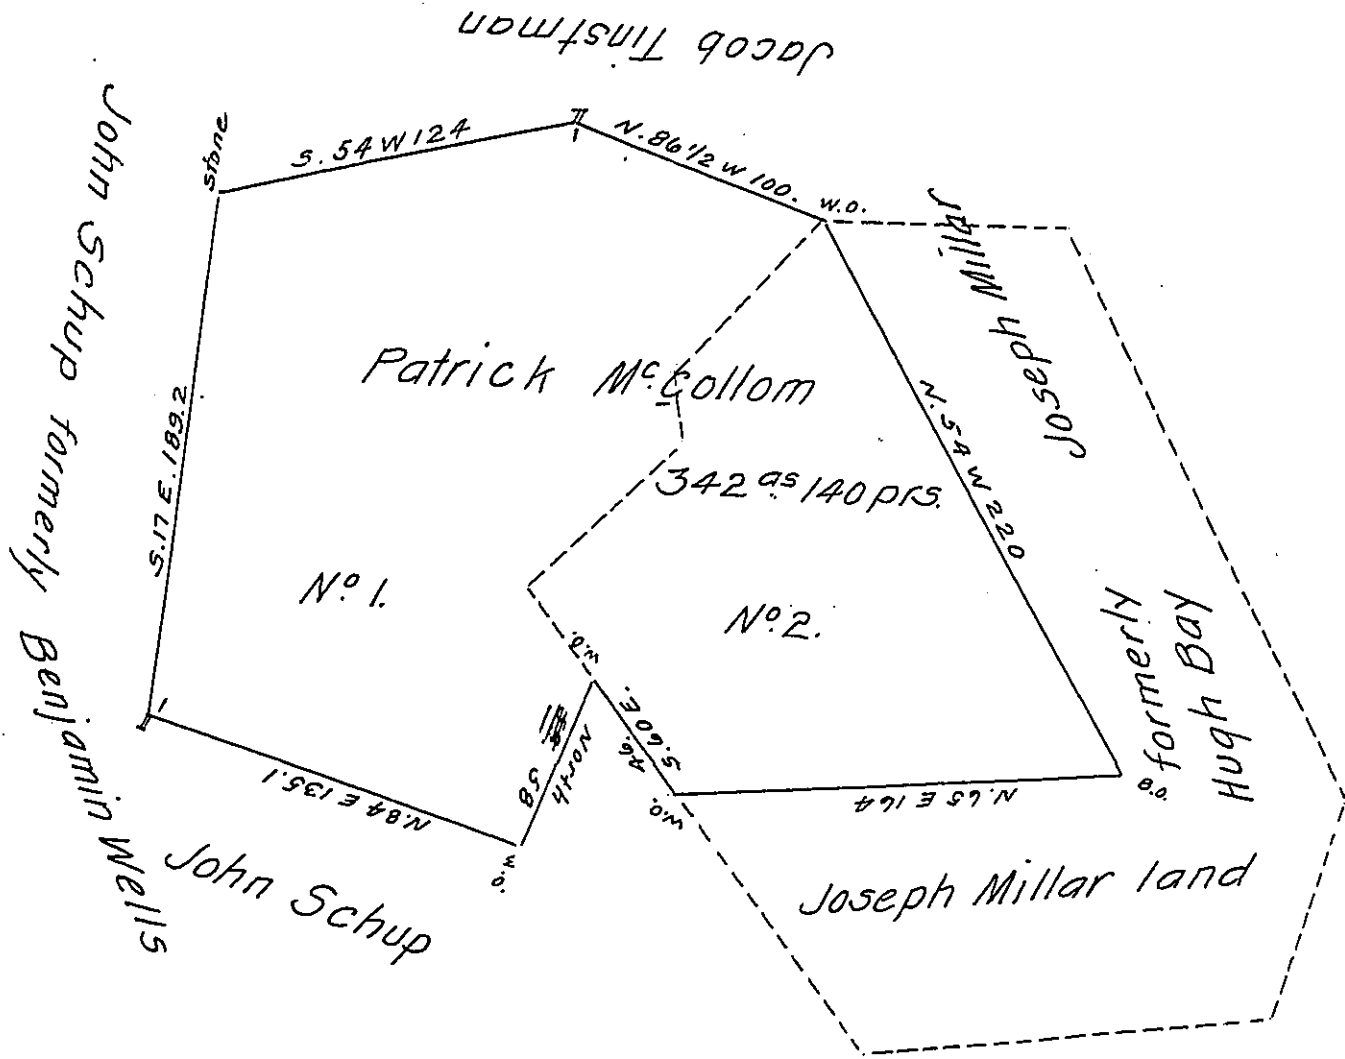 Jacob Tinstman
John Schup formerly Benjamin Wells
stone
S. 54 W 124
N. 86 1/2 W 100.
W.O.
Joseph Millar
Patrick McCollom
N. 54 W 220
342 as 140 prs.
S. 17 E. 189.2
No. 1.
No. 2.
W.O.
formerly
Hugh Bay
North 58
S. 60 E.
46.
N. 84 E 135.1
W.O.
W.O.
N. 65 E 164
B.O.
John Schup
Joseph Millar land